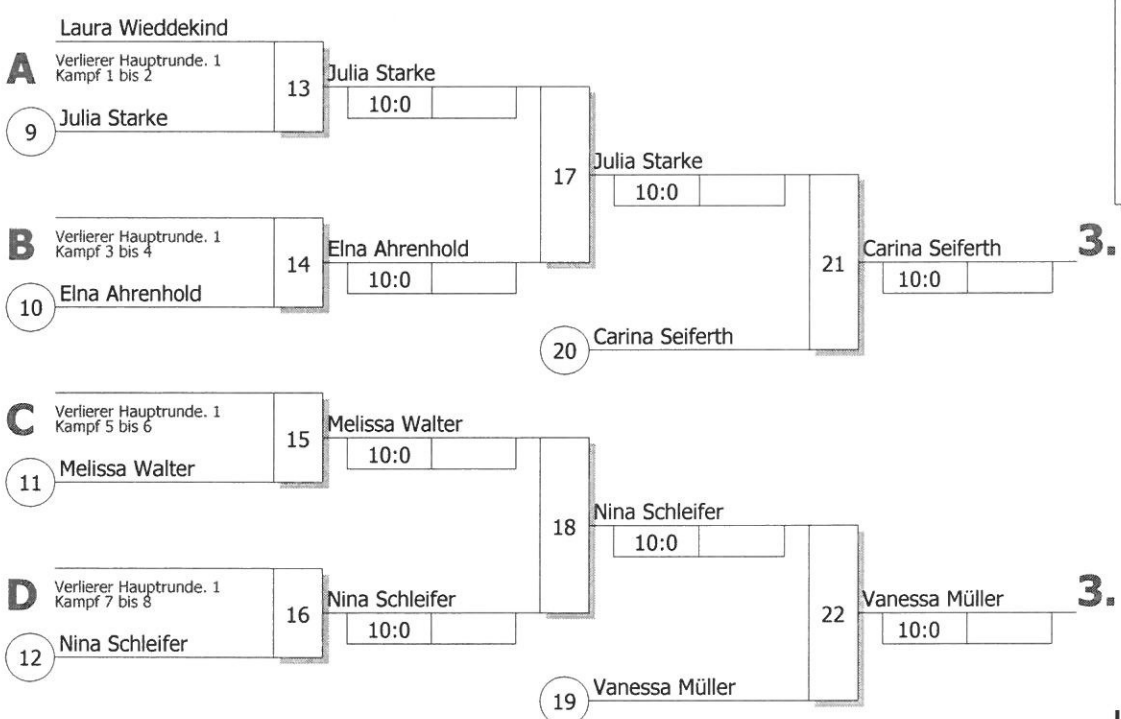 Laura Wieddekind
A
Verlierer Hauptrunde. 1
Kampf 1 bis 2
13
Julia Starke
10:0
9
Julia Starke
17
Julia Starke
10:0
B
Verlierer Hauptrunde. 1
Kampf 3 bis 4
14
Elna Ahrenhold
10:0
10
Elna Ahrenhold
21
Carina Seiferth
10:0
3.
20
Carina Seiferth
C
Verlierer Hauptrunde. 1
Kampf 5 bis 6
15
Melissa Walter
10:0
11
Melissa Walter
18
Nina Schleifer
10:0
D
Verlierer Hauptrunde. 1
Kampf 7 bis 8
16
Nina Schleifer
10:0
12
Nina Schleifer
22
Vanessa Müller
10:0
3.
19
Vanessa Müller